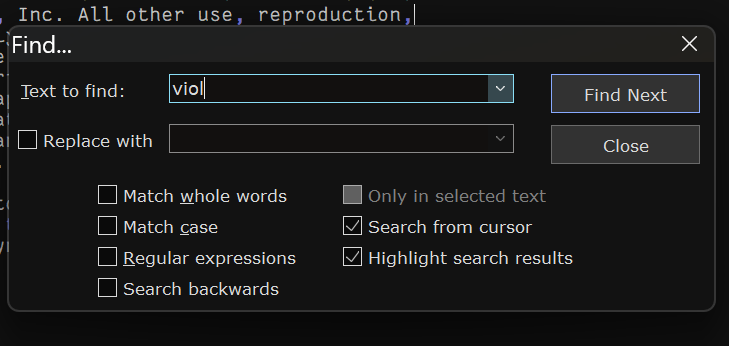 , Inc. All other use, reproduction,
Find...
Text to find:
viol
Find Next
Replace with
Close
Match whole words
Only in selected text
Match case
Search from cursor
Regular expressions
Highlight search results
Search backwards